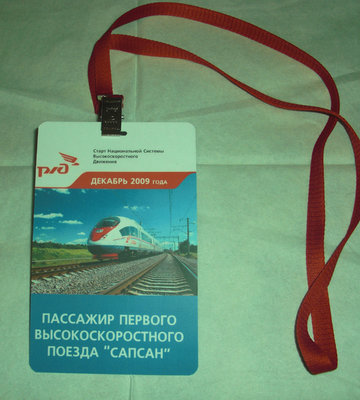 Старт Национальной Системы
Высокоскоростного
Движения
ржд
ДЕКАБРЬ 2009 ГОДА
ПАССАЖИР ПЕРВОГО
ВЫСОКОСКОРОСТНОГО
ПОЕЗДА "САПСАН"